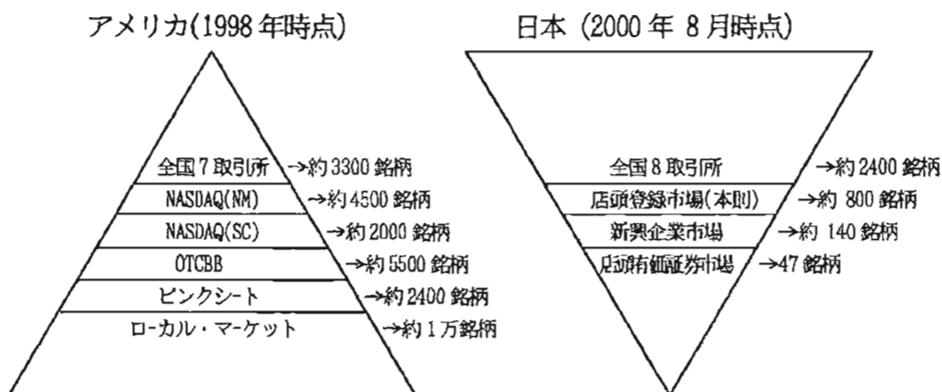 アメリカ(1998年時点)
全国7取引所 →約3300銘柄
NASDAQ(NM) →約4500銘柄
NASDAQ(SC) →約2000銘柄
OTCBB →約5500銘柄
ピンクシート →約2400銘柄
ローカル・マーケット →約1万銘柄
日本(2000年 8月時点)
全国8取引所 →約2400銘柄
店頭登録市場(本則) →約 800銘柄
新興企業市場 →約 140銘柄
店頭有価証券市場 →47銘柄